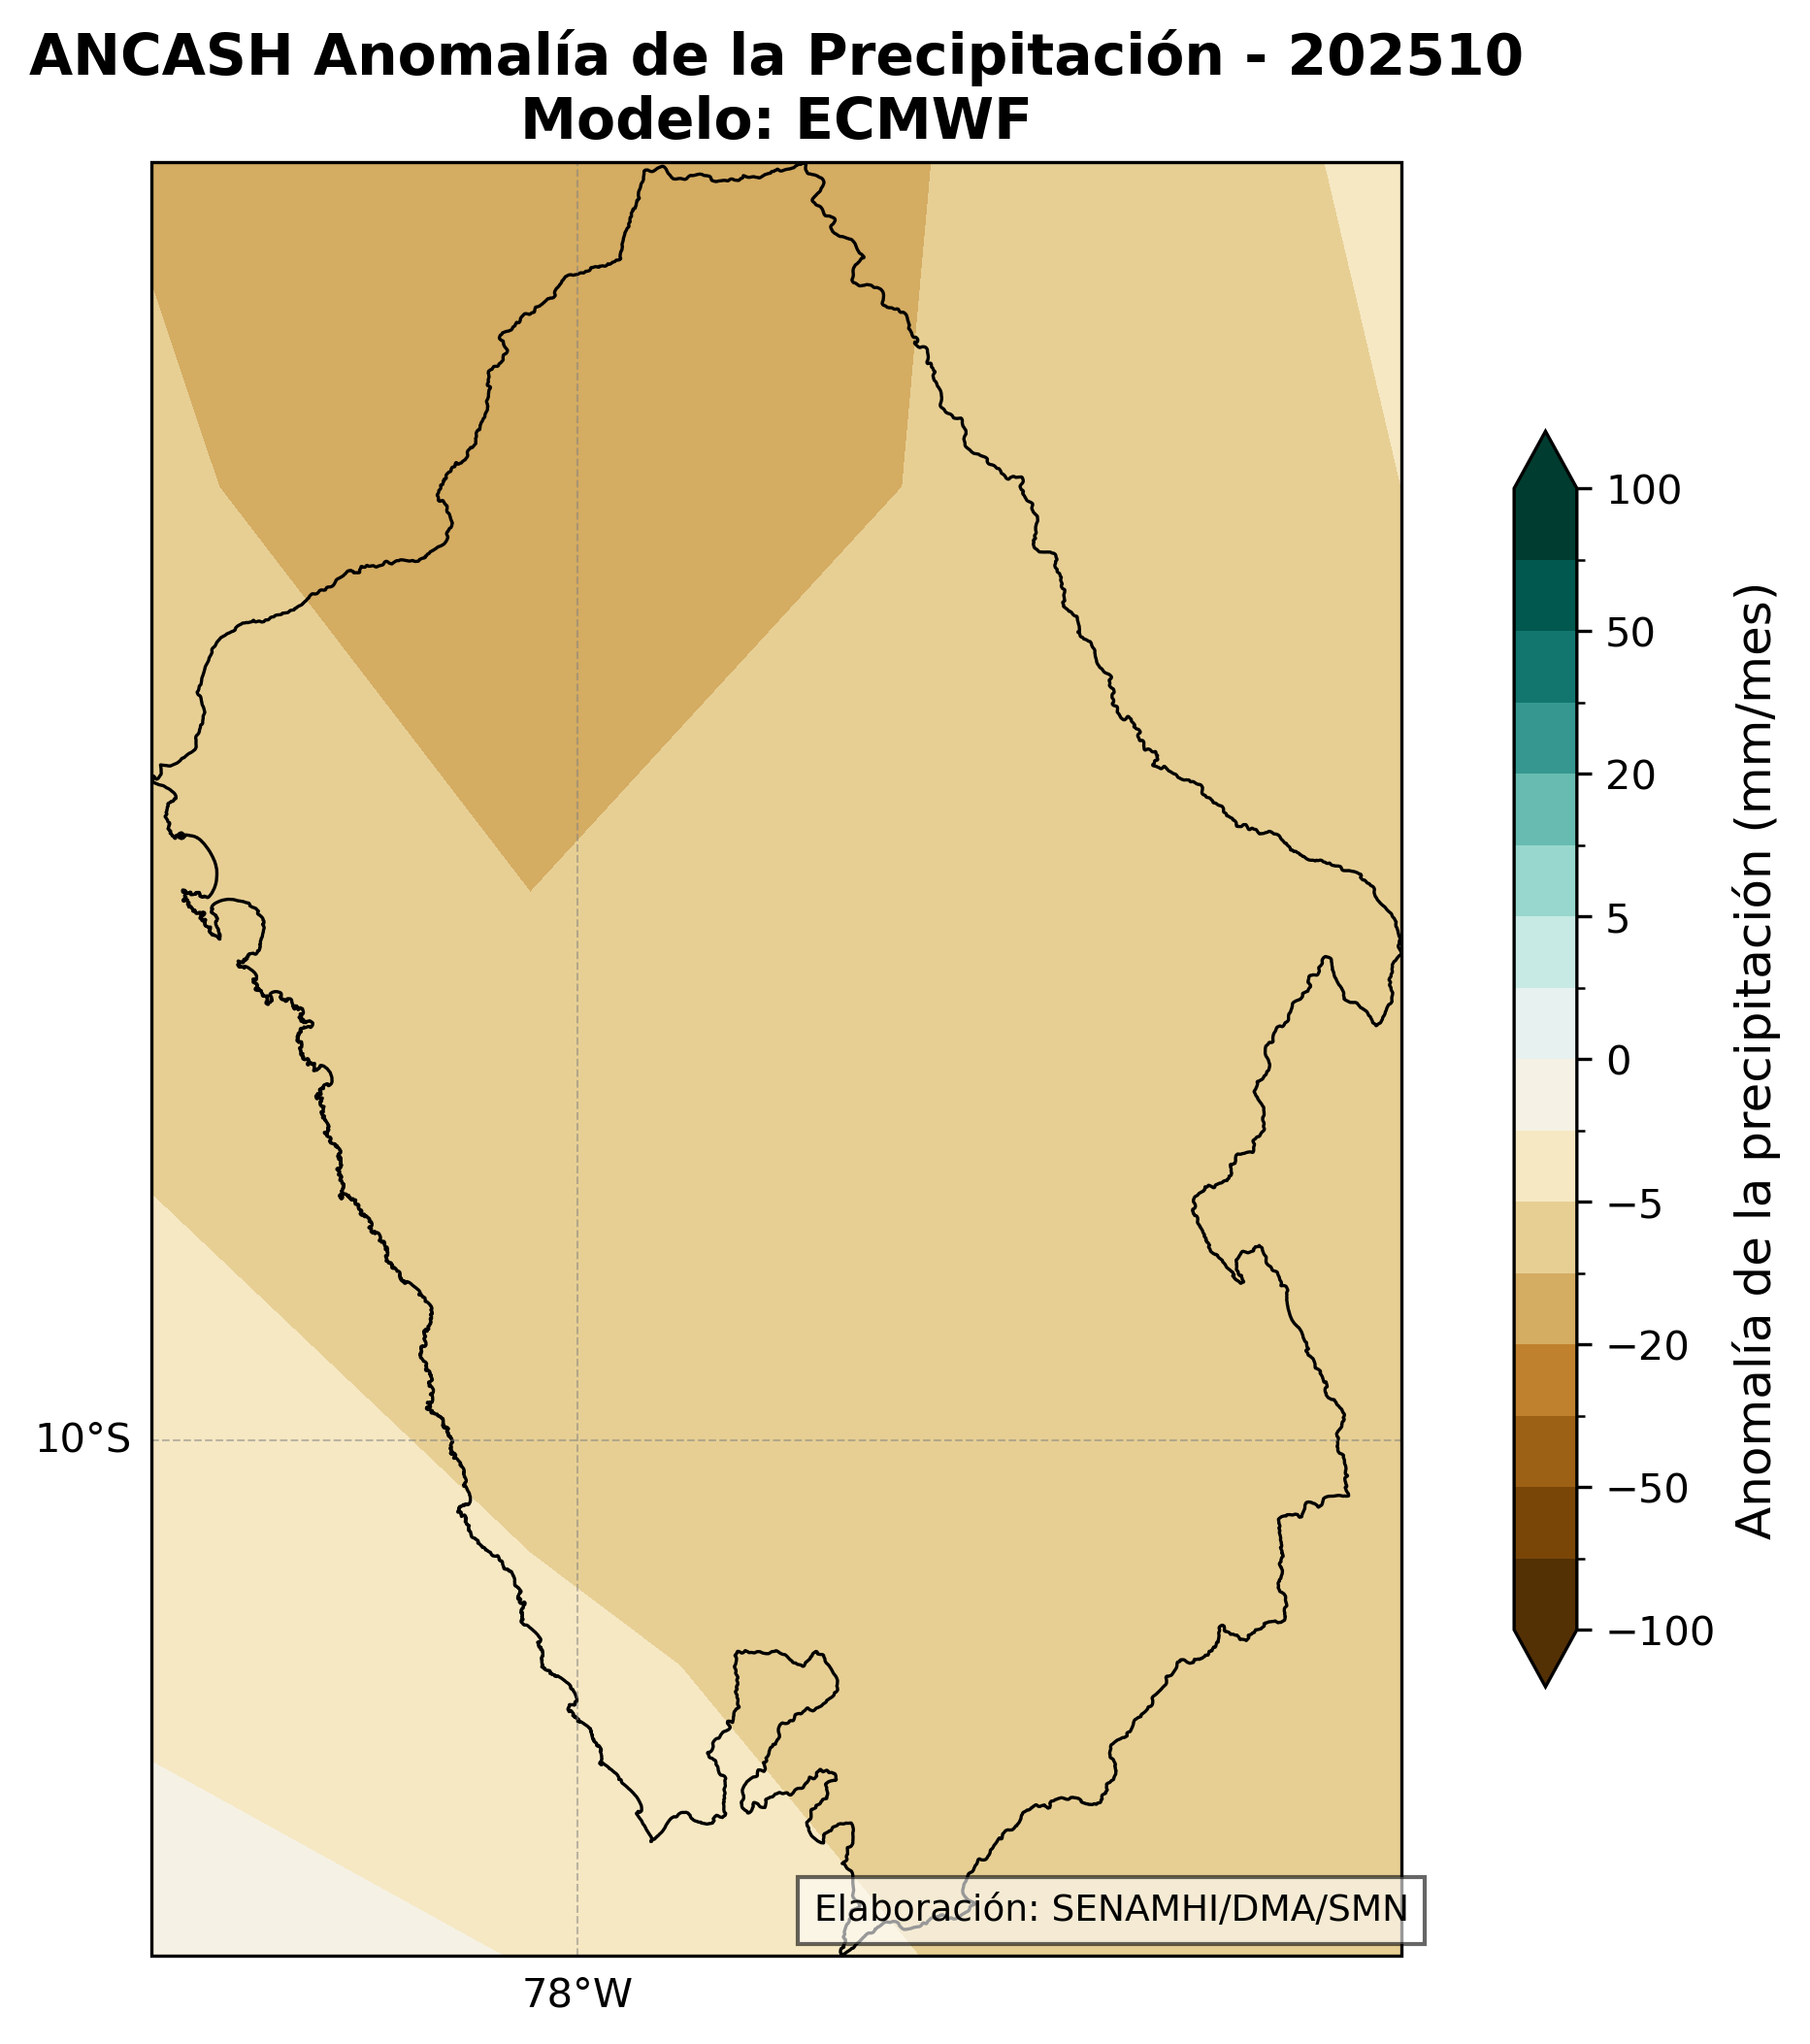 ANCASH Anomalía de la Precipitación - 202510
Modelo: ECMWF
100
50
20
5
0
−5
−20
−50
−100
Anomalía de la precipitación (mm/mes)
10°S
78°W
Elaboración: SENAMHI/DMA/SMN